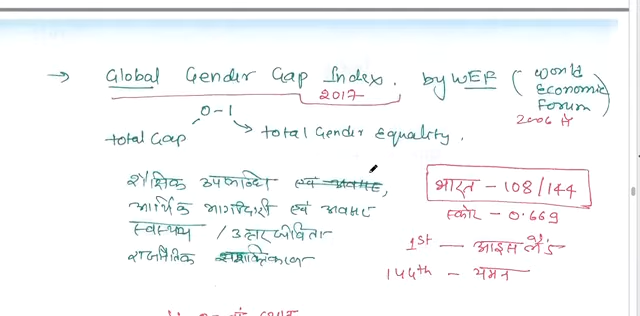 → Global Gender Gap Index. by WEF (World Economic Forum)
2017
2006 से
0-1
Total Gap
→ Total Gender Equality.
शैक्षिक उपलब्धि एवं अवसर,
आर्थिक भागीदारी एवं अवसर
स्वास्थ्य / उत्तरजीविता
राजनैतिक सशक्तिकरण
भारत - 108/144
स्कोर - 0.669
1st - आइसलैंड
144th - यमन